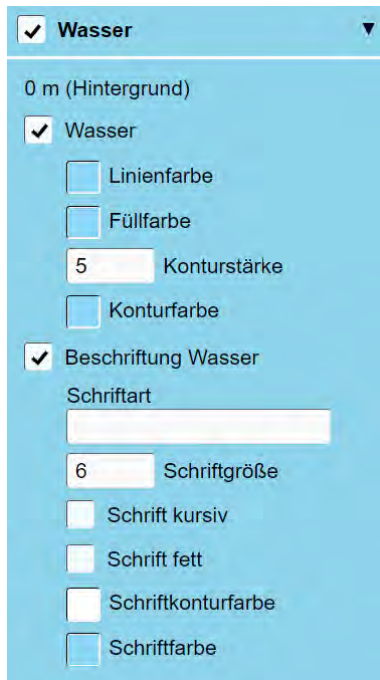 Wasser
0 m (Hintergrund)
Wasser
Linienfarbe
Füllfarbe
5 Konturstärke
Konturfarbe
Beschriftung Wasser
Schriftart
6 Schriftgröße
Schrift kursiv
Schrift fett
Schriftkonturfarbe
Schriftfarbe